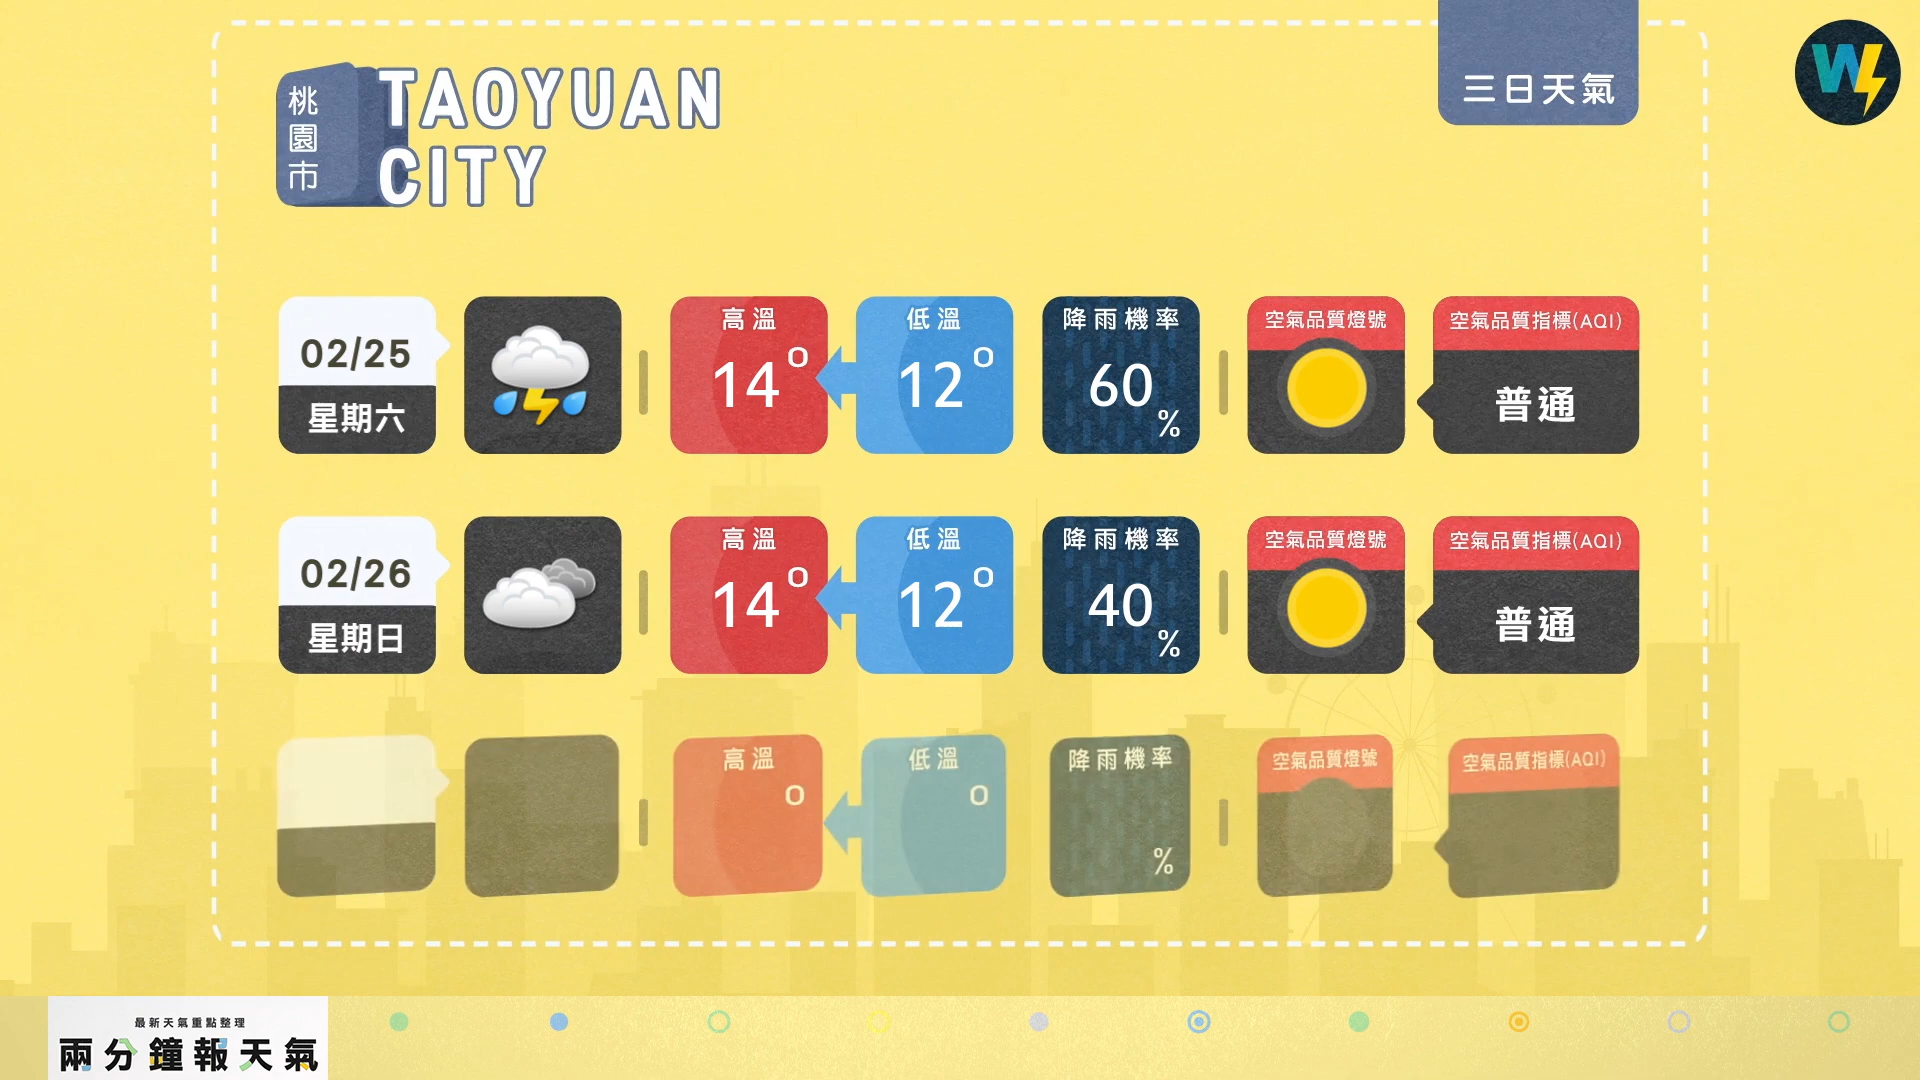 桃園市
TAOYUAN
CITY
三日天氣
W
02/25
星期六
高溫
14°
低溫
12°
降雨機率
60%
空氣品質燈號
空氣品質指標(AQI)
普通
02/26
星期日
高溫
14°
低溫
12°
降雨機率
40%
空氣品質燈號
空氣品質指標(AQI)
普通
高溫
°
低溫
°
降雨機率
%
空氣品質燈號
空氣品質指標(AQI)
最新天氣重點整理
兩分鐘報天氣